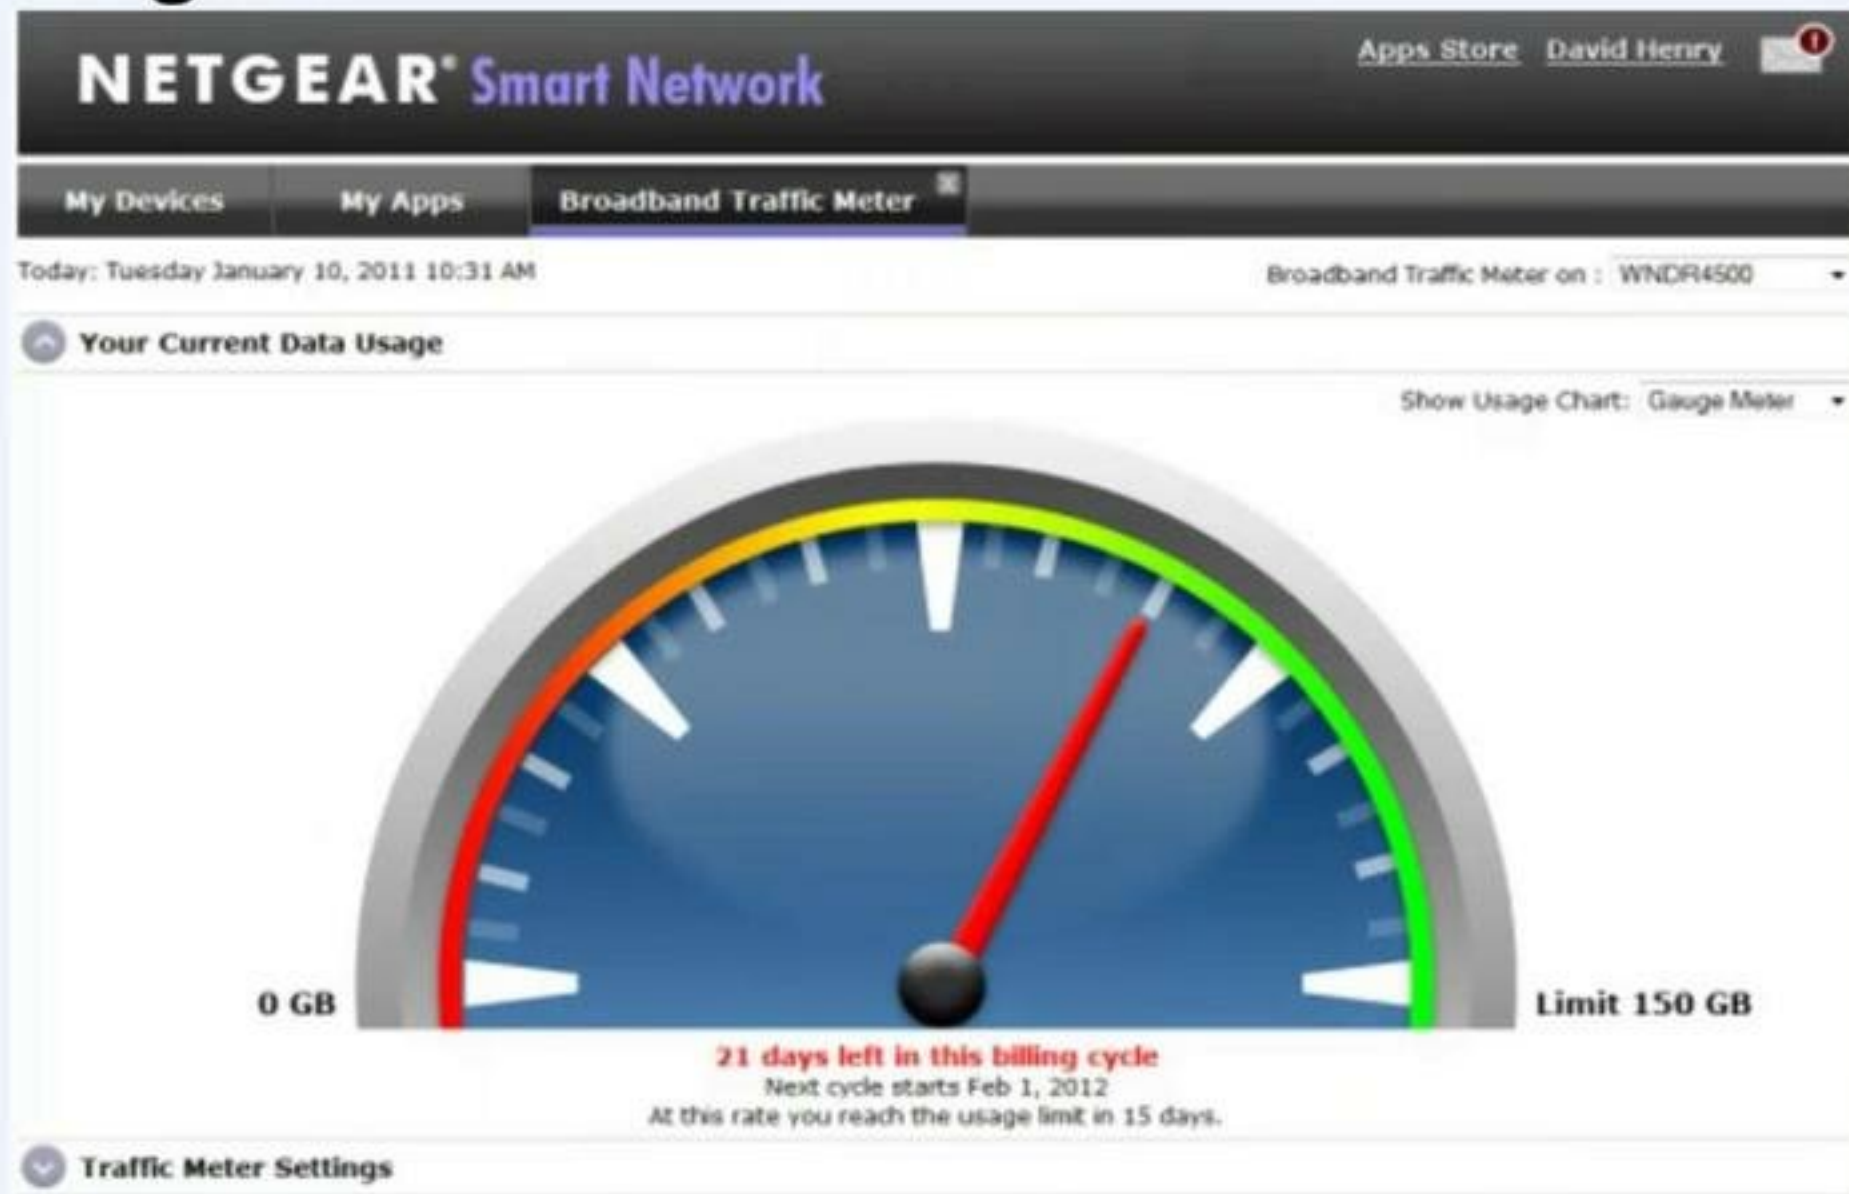 NETGEAR® Smart Network
Apps Store David Henry
My Devices My Apps Broadband Traffic Meter
Today: Tuesday January 10, 2011 10:31 AM
Broadband Traffic Meter on : WNDR4500
Your Current Data Usage
Show Usage Chart: Gauge Meter
0 GB
Limit 150 GB
21 days left in this billing cycle
Next cycle starts Feb 1, 2012
At this rate you reach the usage limit in 15 days.
Traffic Meter Settings